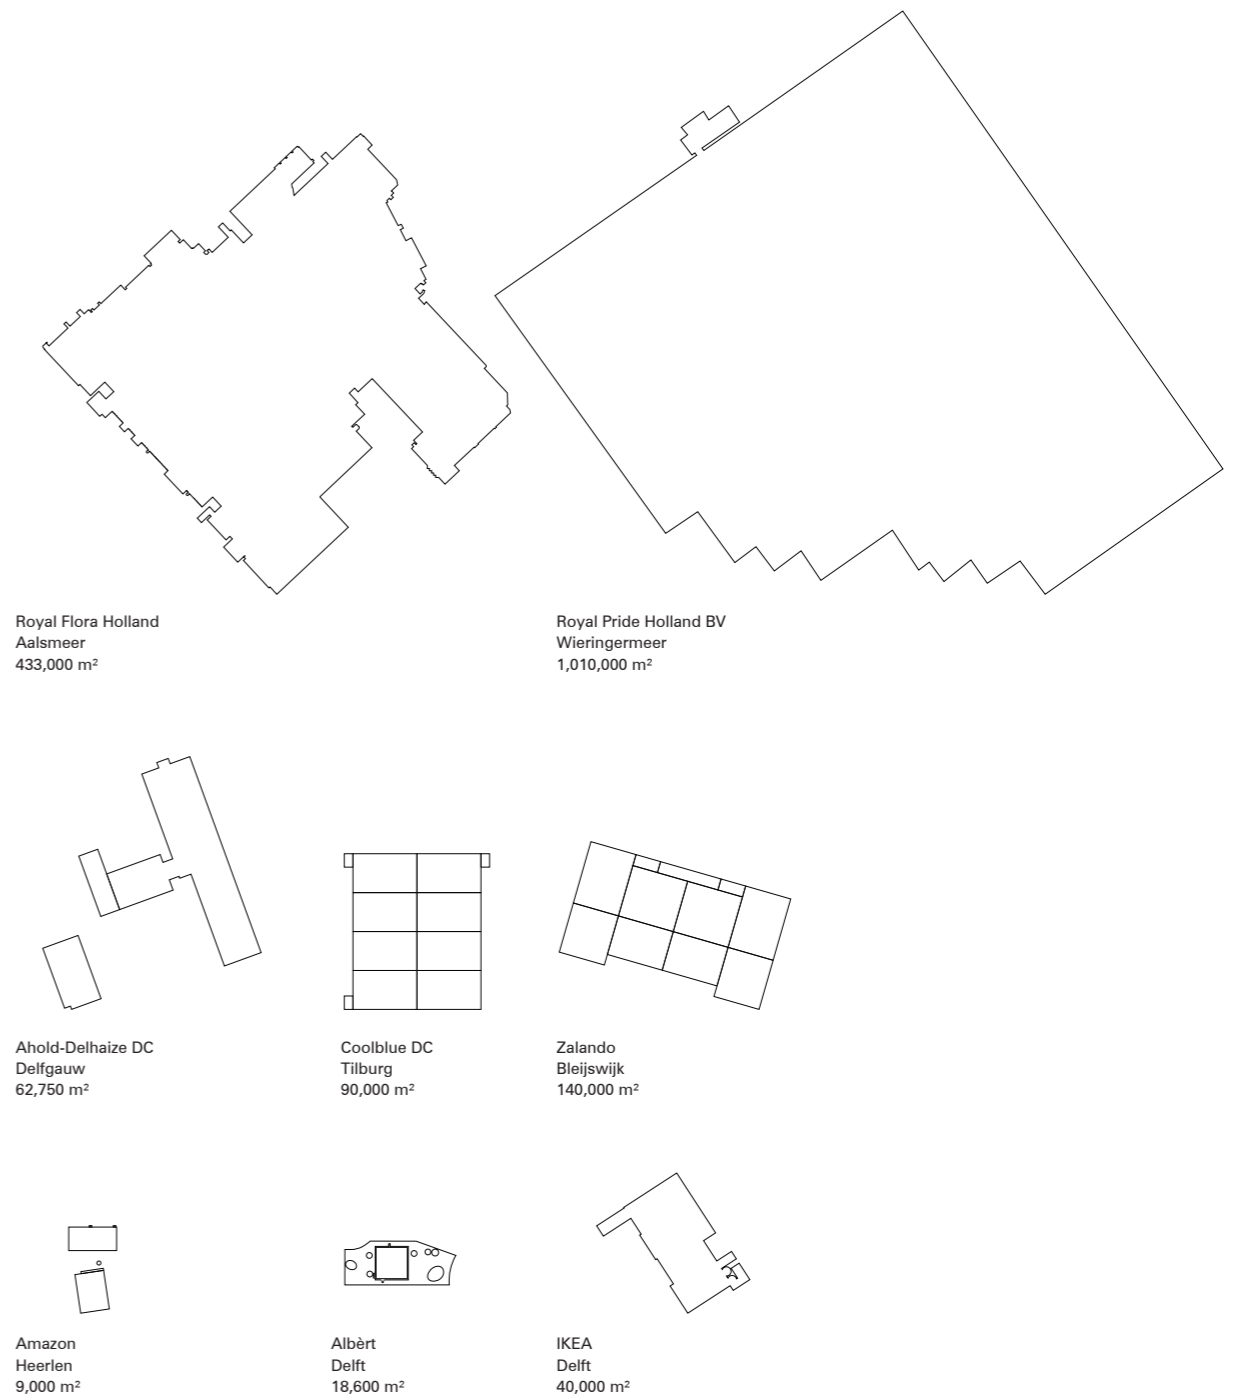 Royal Flora Holland
Aalsmeer
433,000 m²
Royal Pride Holland BV
Wieringermeer
1,010,000 m²
Ahold-Delhaize DC
Delfgauw
62,750 m²
Coolblue DC
Tilburg
90,000 m²
Zalando
Bleijswijk
140,000 m²
Amazon
Heerlen
9,000 m²
Albèrt
Delft
18,600 m²
IKEA
Delft
40,000 m²